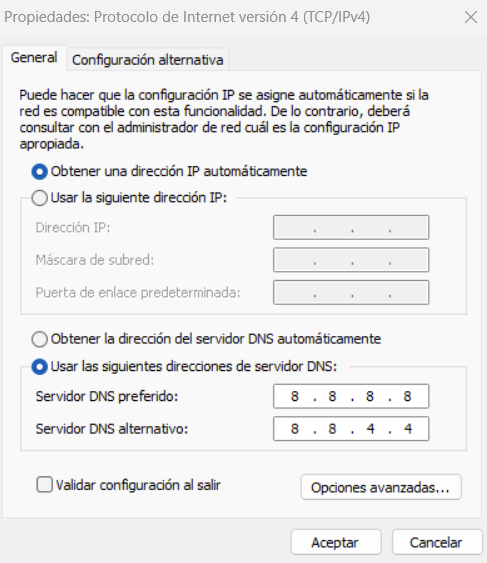 Propiedades: Protocolo de Internet versión 4 (TCP/IPv4)
General
Configuración alternativa
Puede hacer que la configuración IP se asigne automáticamente si la
red es compatible con esta funcionalidad. De lo contrario, deberá
consultar con el administrador de red cuál es la configuración IP
apropiada.
Obtener una dirección IP automáticamente
Usar la siguiente dirección IP:
Dirección IP: . . .
Máscara de subred: . . .
Puerta de enlace predeterminada: . . .
Obtener la dirección del servidor DNS automáticamente
Usar las siguientes direcciones de servidor DNS:
Servidor DNS preferido: 8 . 8 . 8 . 8
Servidor DNS alternativo: 8 . 8 . 4 . 4
Validar configuración al salir
Opciones avanzadas...
Aceptar
Cancelar